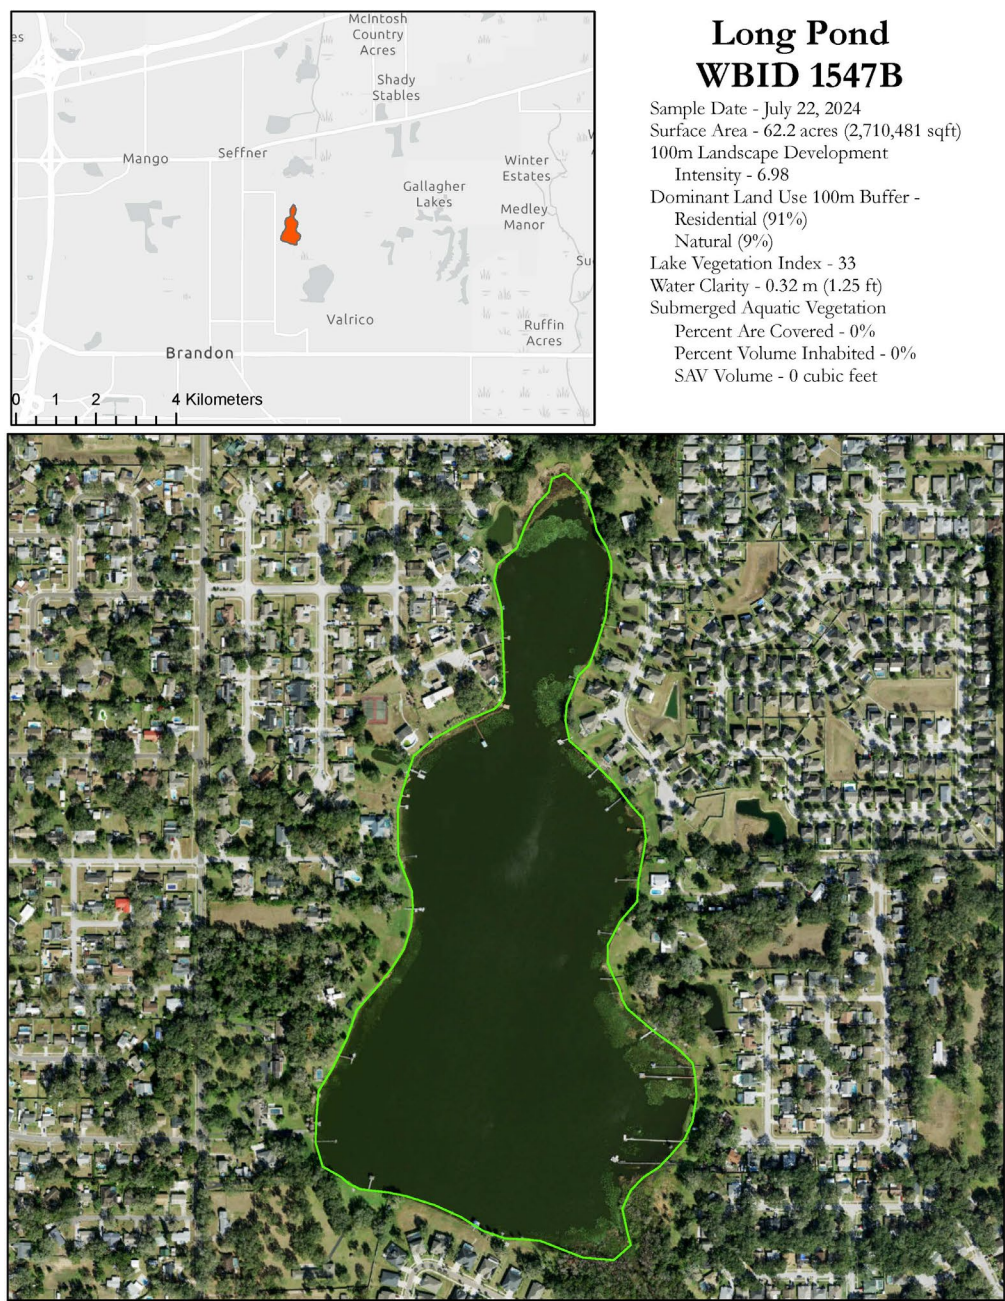 Long Pond
WBID 1547B
Sample Date - July 22, 2024
Surface Area - 62.2 acres (2,710,481 sqft)
100m Landscape Development
Intensity - 6.98
Dominant Land Use 100m Buffer -
Residential (91%)
Natural (9%)
Lake Vegetation Index - 33
Water Clarity - 0.32 m (1.25 ft)
Submerged Aquatic Vegetation
Percent Are Covered - 0%
Percent Volume Inhabited - 0%
SAV Volume - 0 cubic feet
McIntosh
Country
Acres
es
Shady
Stables
Mango
Seffner
Winter
Estates
Gallagher
Lakes
Medley
Manor
Su
Valrico
Ruffin
Acres
Brandon
0 1 2 4 Kilometers